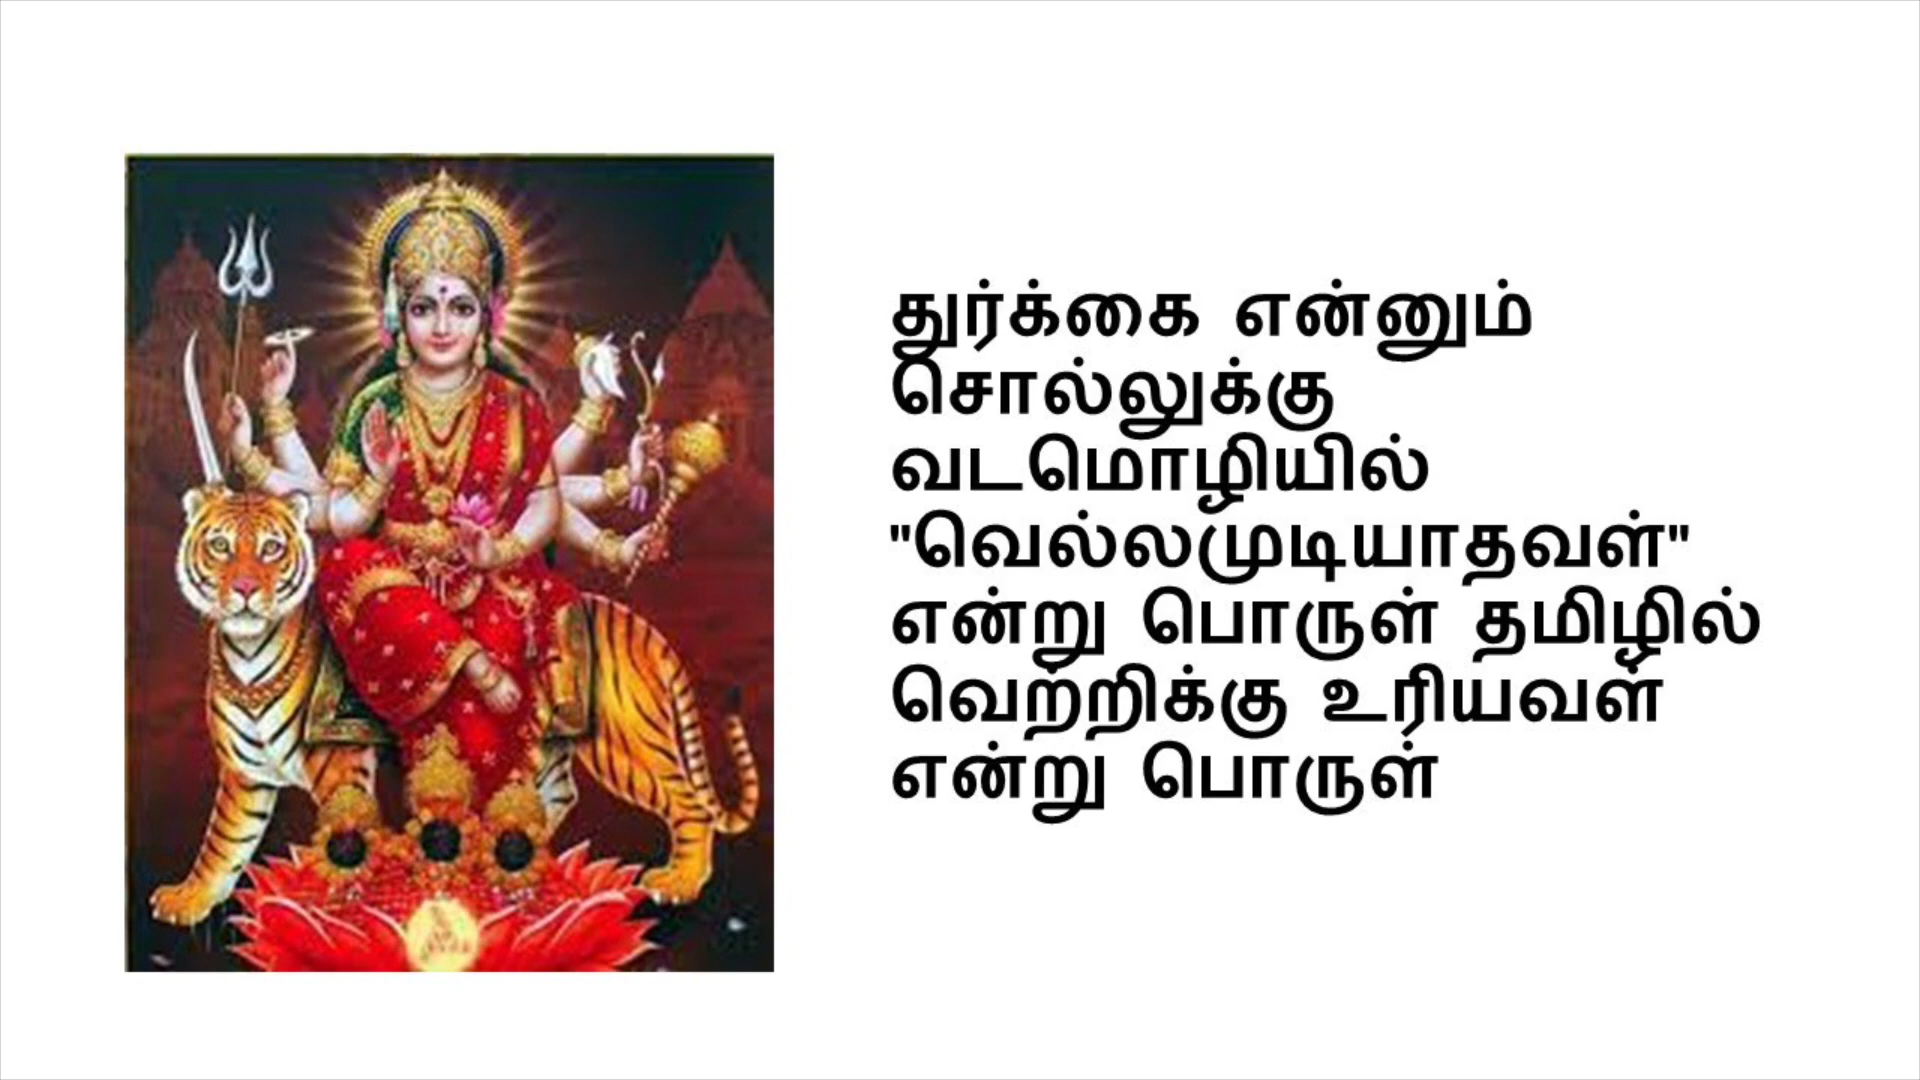 துர்க்கை என்னும்
சொல்லுக்கு
வடமொழியில்
"வெல்லமுடியாதவள்"
என்று பொருள் தமிழில்
வெற்றிக்கு உரியவள்
என்று பொருள்